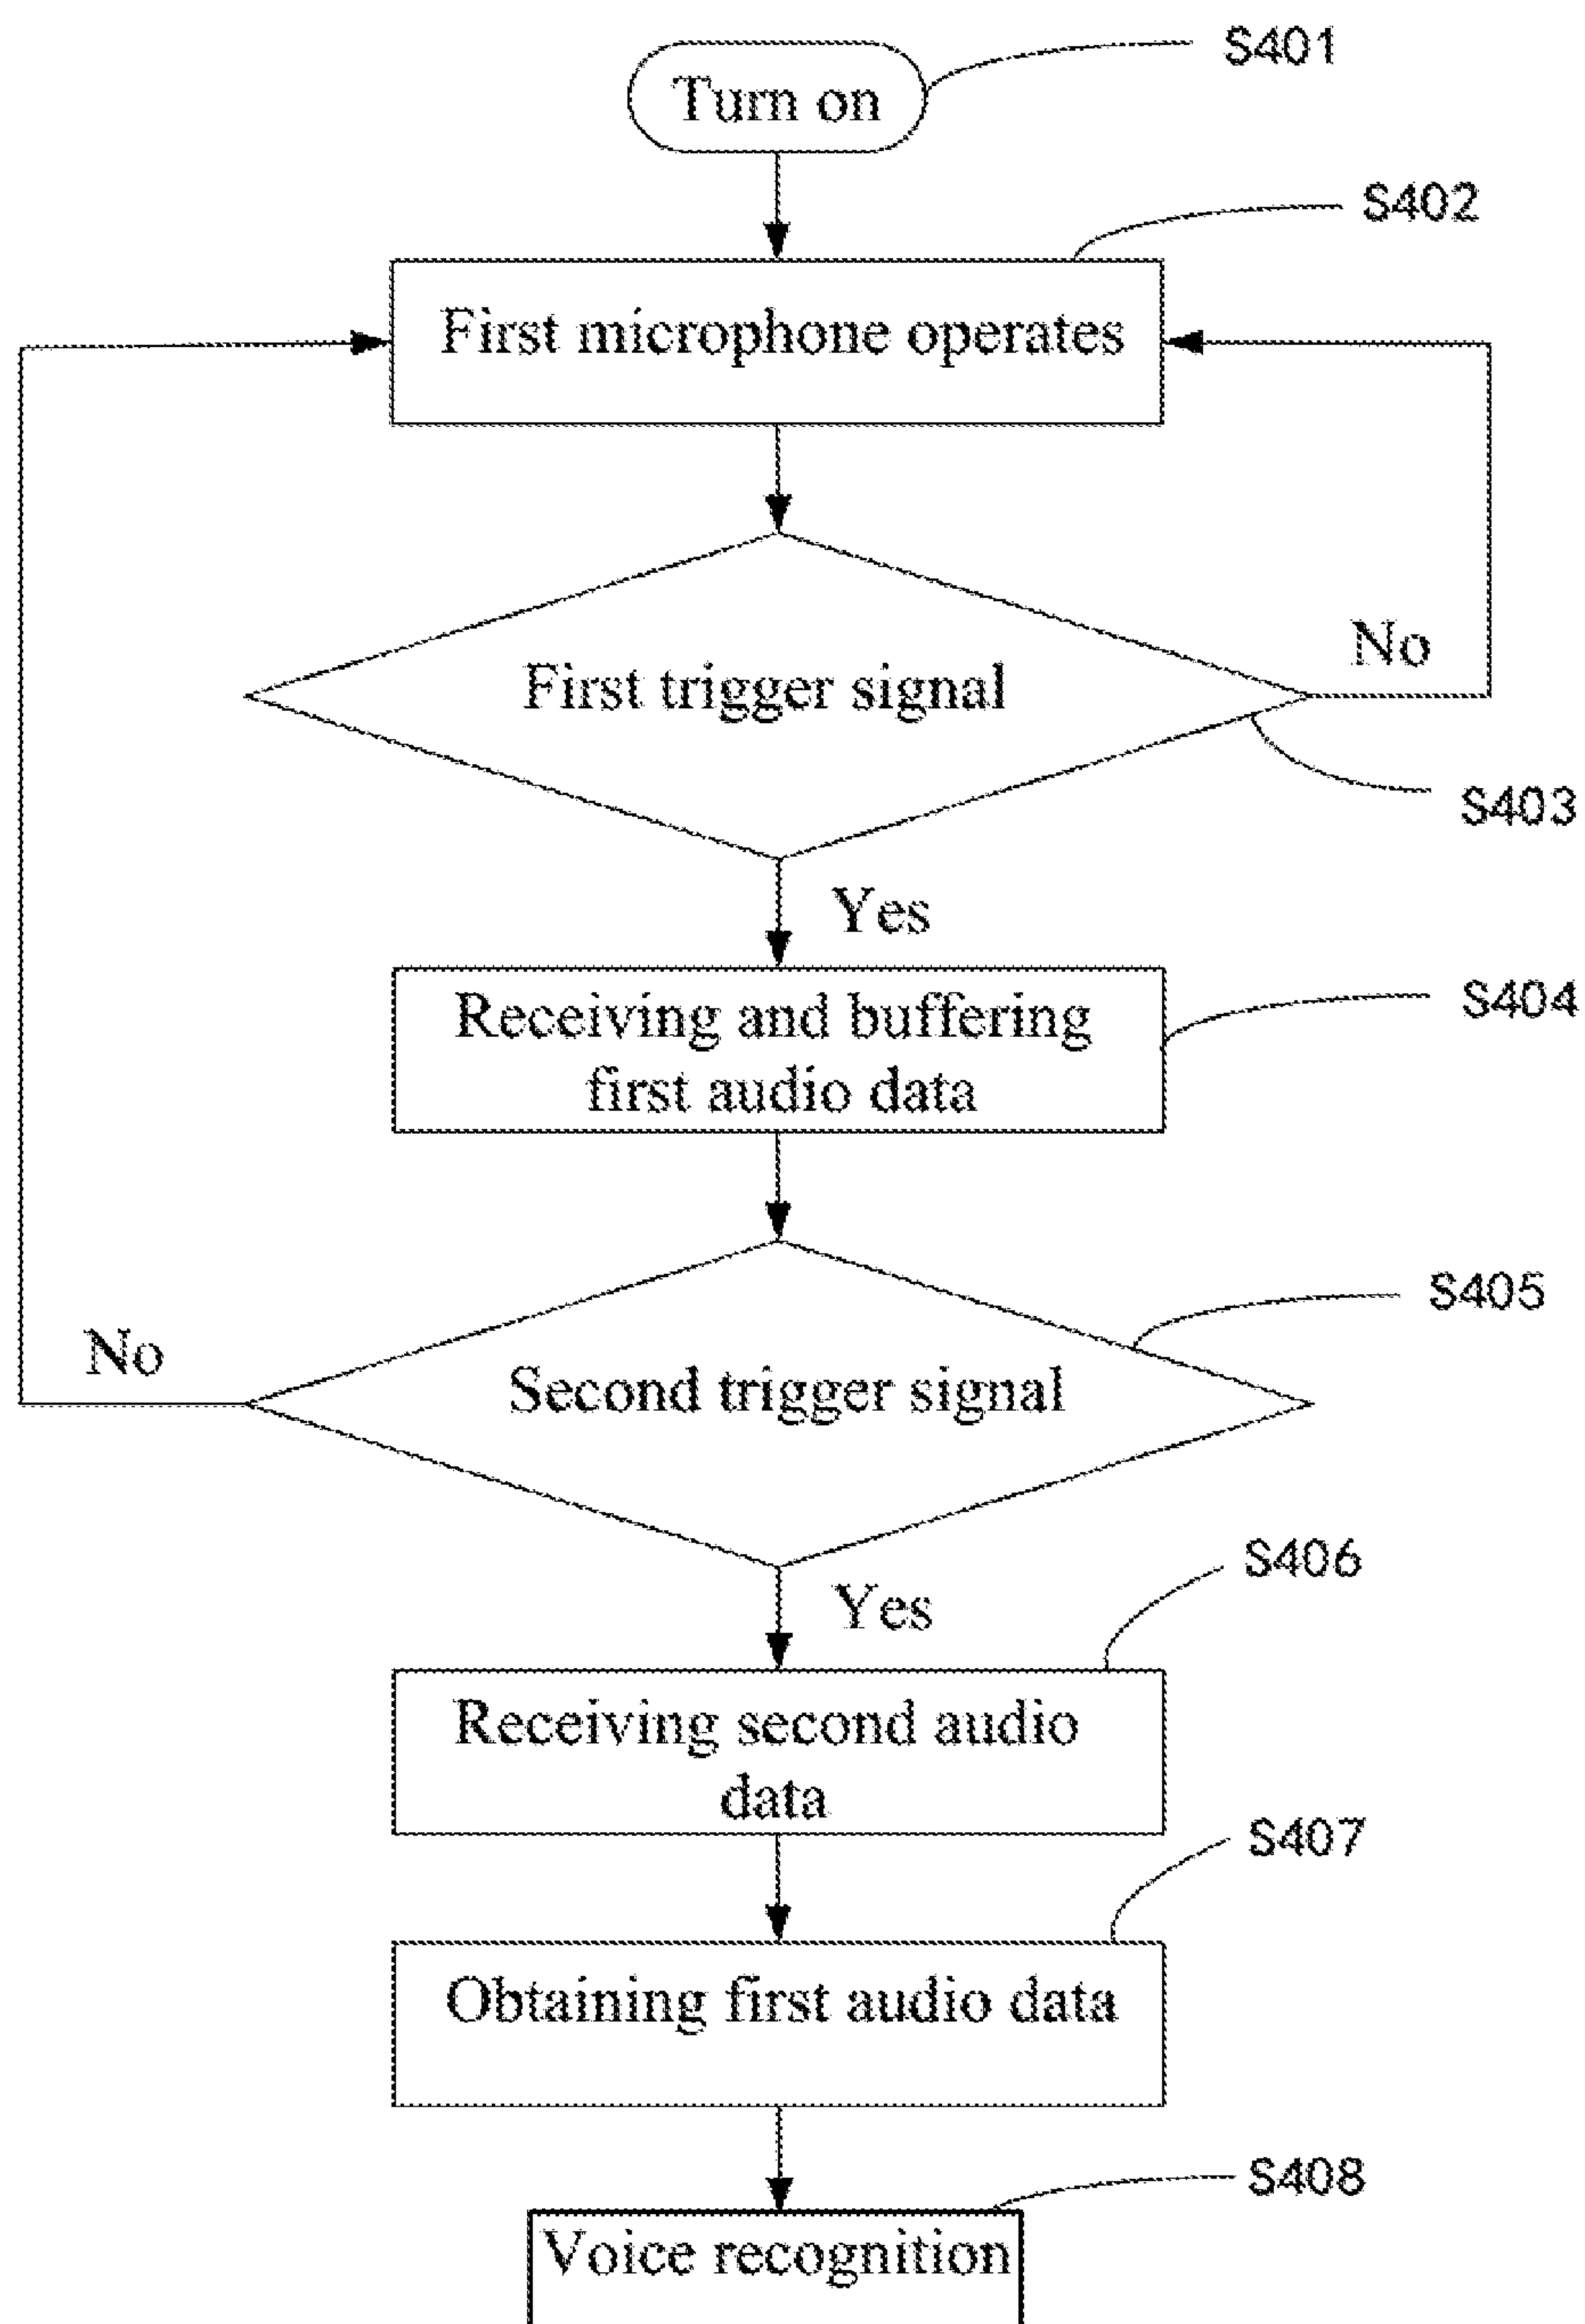 Turn on
S401
S402
First microphone operates
No
First trigger signal
S403
Yes
Receiving and buffering
first audio data
S404
S405
No
Second trigger signal
S406
Yes
Receiving second audio
data
S407
Obtaining first audio data
S408
Voice recognition